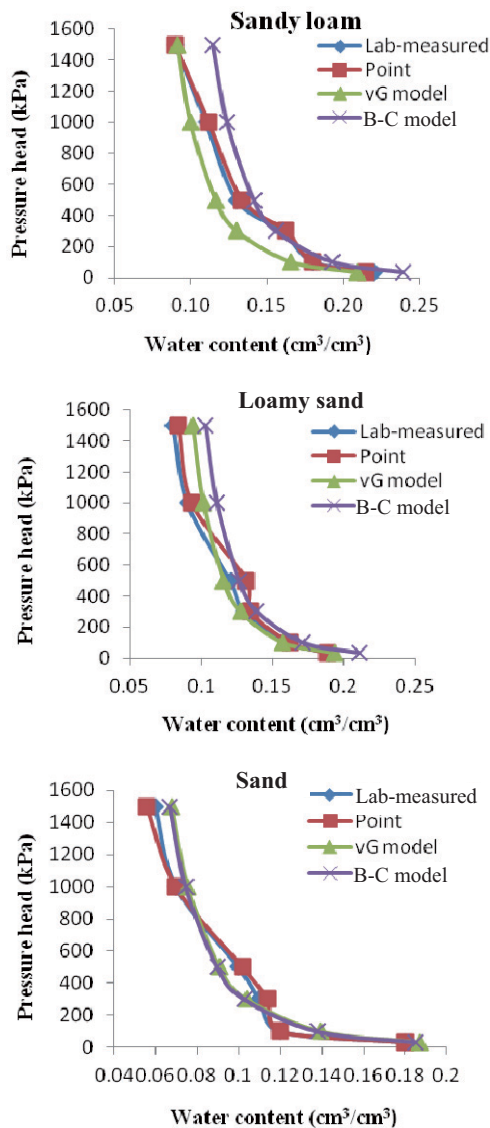 Sandy loam
1600
1400
1200
1000
800
600
400
200
0
0.05 0.10 0.15 0.20 0.25
Pressure head (kPa)
Water content (cm³/cm³)
Lab-measured
Point
vG model
B-C model
Loamy sand
1600
1400
1200
1000
800
600
400
200
0
0.05 0.1 0.15 0.2 0.25
Pressure head (kPa)
Water content (cm³/cm³)
Lab-measured
Point
vG model
B-C model
Sand
1600
1400
1200
1000
800
600
400
200
0
0.04 0.06 0.08 0.1 0.12 0.14 0.16 0.18 0.2
Pressure head (kPa)
Water content (cm³/cm³)
Lab-measured
Point
vG model
B-C model